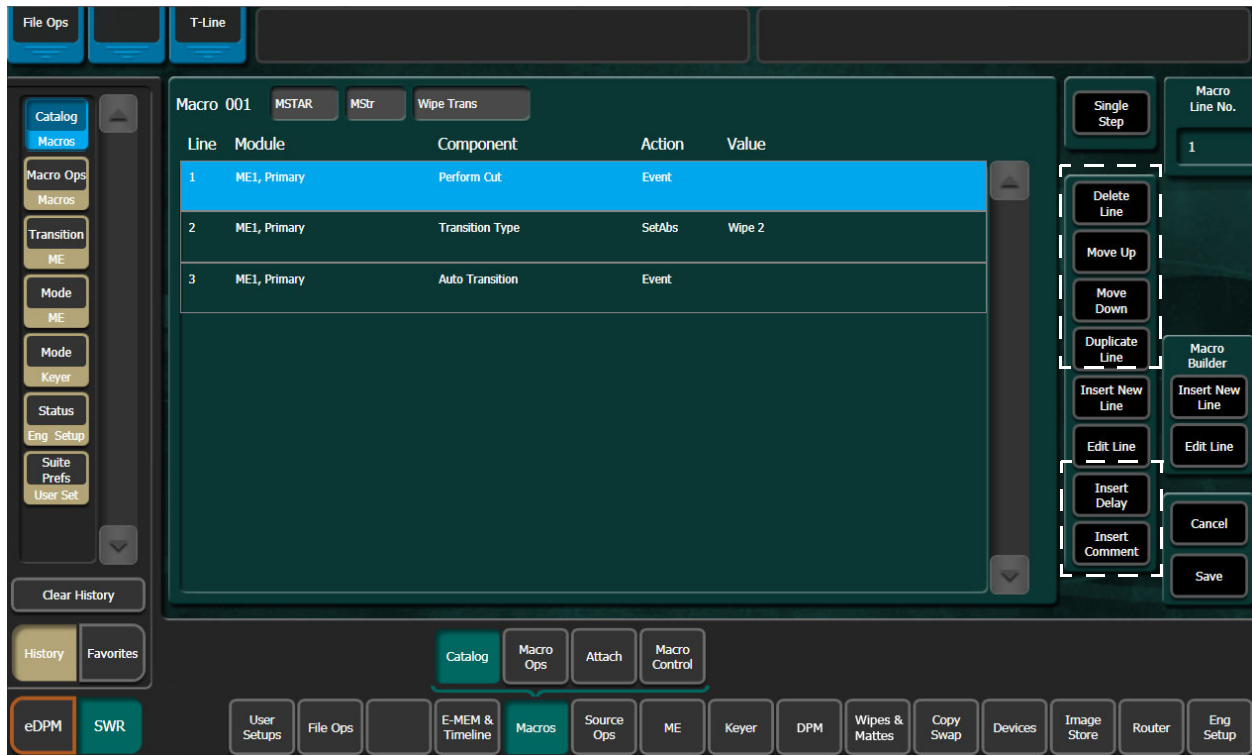 File Ops
T-Line
Catalog
Macros
Macro Ops
Macros
Transition
ME
Mode
ME
Mode
Keyer
Status
Eng Setup
Suite
Prefs
User Set
Clear History
History Favorites
eDPM SWR
Macro 001 MSTAR MStr Wipe Trans
Line Module Component Action Value
1 ME1, Primary Perform Cut Event
2 ME1, Primary Transition Type SetAbs Wipe 2
3 ME1, Primary Auto Transition Event
Single
Step
Delete
Line
Move Up
Move
Down
Duplicate
Line
Insert New
Line
Edit Line
Insert
Delay
Insert
Comment
Macro
Line No.
1
Macro
Builder
Insert New
Line
Edit Line
Cancel
Save
Catalog
Macro
Ops
Attach
Macro
Control
User
Setups
File Ops
E-MEM &
Timeline
Macros
Source
Ops
ME
Keyer
DPM
Wipes &
Mattes
Copy
Swap
Devices
Image
Store
Router
Eng
Setup